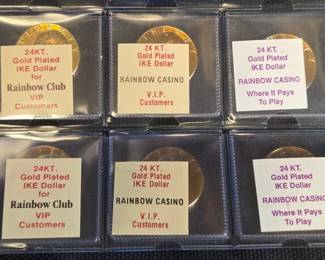 24KT.
Gold Plated
IKE Dollar
for
Rainbow Club
VIP
Customers
24 KT.
Gold Plated
IKE Dollar
RAINBOW CASINO
V.I.P.
Customers
24 KT.
Gold Plated
IKE Dollar
RAINBOW CASINO
Where It Pays
To Play
24KT.
Gold Plated
IKE Dollar
for
Rainbow Club
VIP
Customers
24 KT.
Gold Plated
IKE Dollar
RAINBOW CASINO
V.I.P.
Customers
24 KT.
Gold Plated
IKE Dollar
RAINBOW CASINO
Where It Pays
To Play